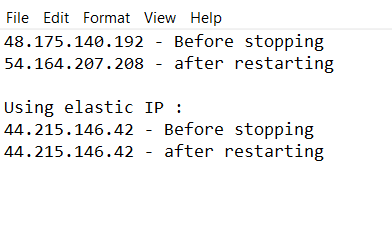 File Edit Format View Help
48.175.140.192 - Before stopping
54.164.207.208 - after restarting
Using elastic IP :
44.215.146.42 - Before stopping
44.215.146.42 - after restarting